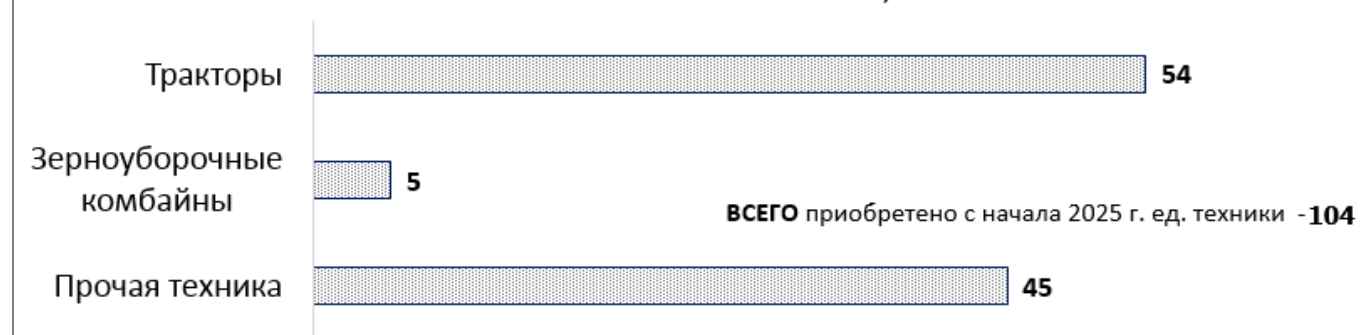 Тракторы 54
Зерноуборочные
комбайны 5
ВСЕГО приобретено с начала 2025 г. ед. техники -104
Прочая техника 45